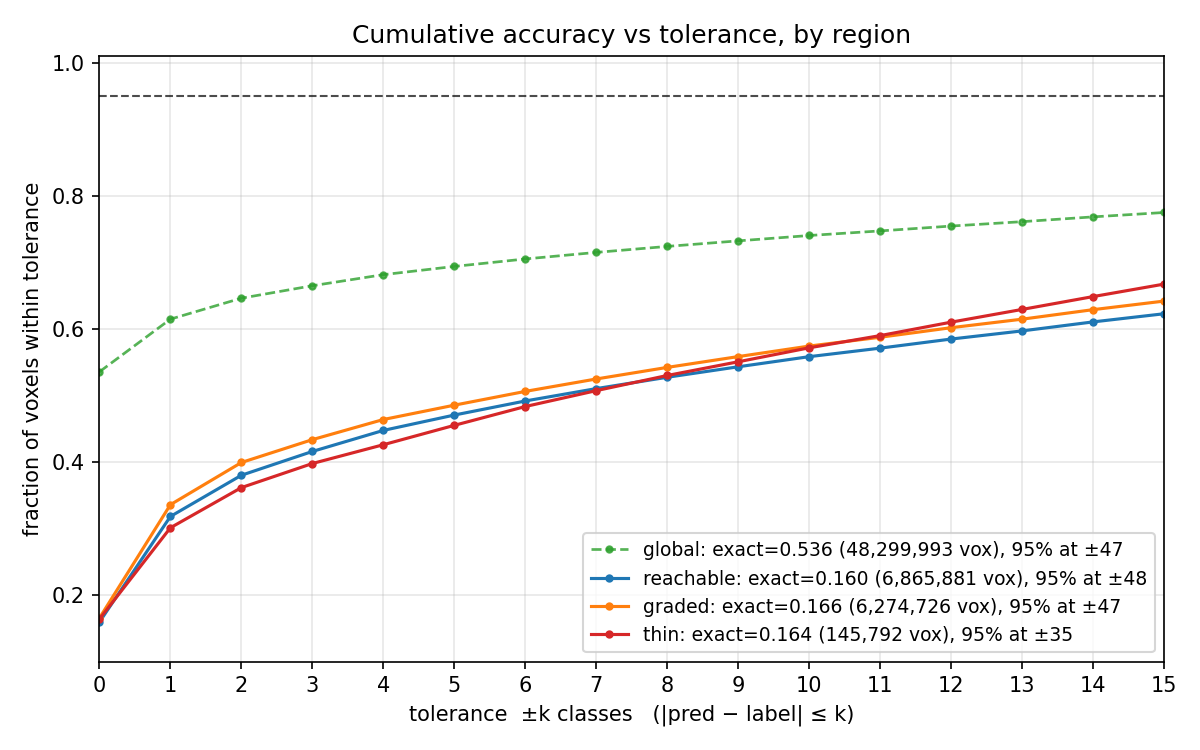 Cumulative accuracy vs tolerance, by region
fraction of voxels within tolerance
1.0
0.8
0.6
0.4
0.2
global: exact=0.536 (48,299,993 vox), 95% at ±47
reachable: exact=0.160 (6,865,881 vox), 95% at ±48
graded: exact=0.166 (6,274,726 vox), 95% at ±47
thin: exact=0.164 (145,792 vox), 95% at ±35
0 1 2 3 4 5 6 7 8 9 10 11 12 13 14 15
tolerance ±k classes (|pred − label| ≤ k)